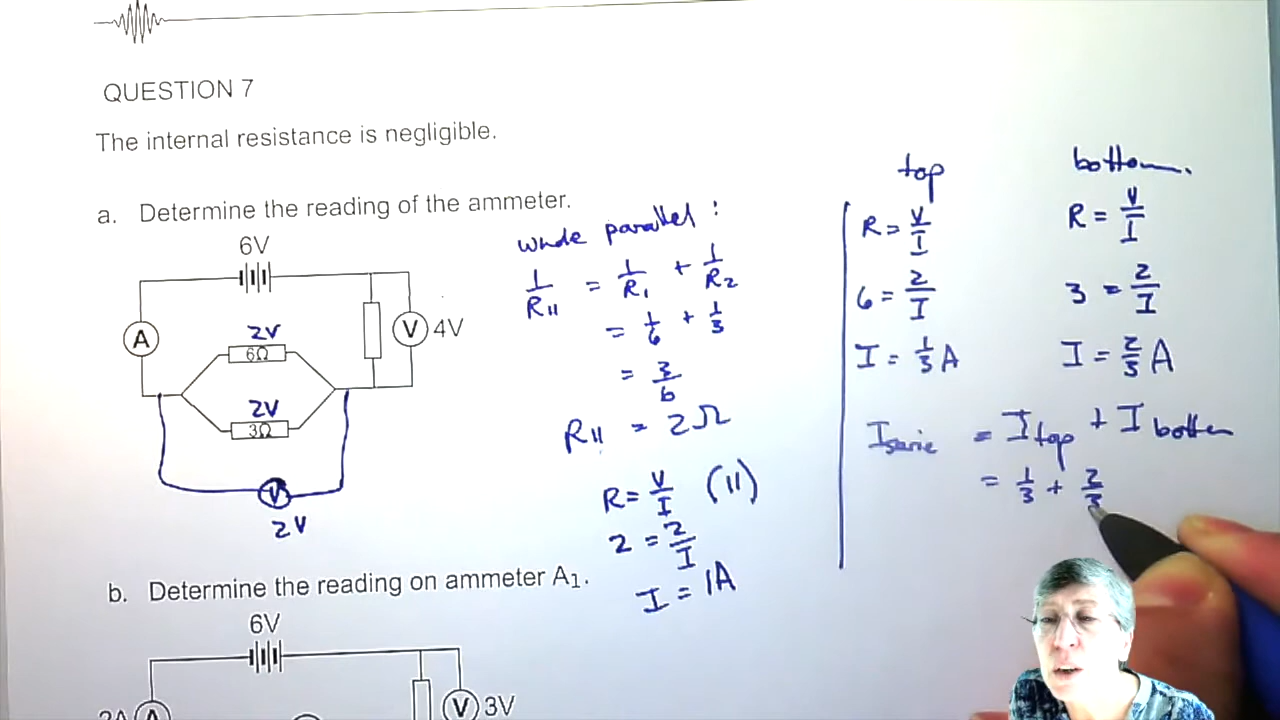 QUESTION 7
The internal resistance is negligible.
a. Determine the reading of the ammeter.
6V
A
2V
6Ω
V 4V
2V
3Ω
V
2V
whole parallel :
1/R|| = 1/R1 + 1/R2
= 1/6 + 1/3
= 3/6
R|| = 2Ω
R = V/I (||)
2 = 2/I
I = 1A
top
R = V/I
6 = 2/I
I = 1/3 A
bottom.
R = V/I
3 = 2/I
I = 2/3 A
Iserie = Itop + Ibottom
= 1/3 + 2/3
b. Determine the reading on ammeter A1.
6V
2A A
V 3V